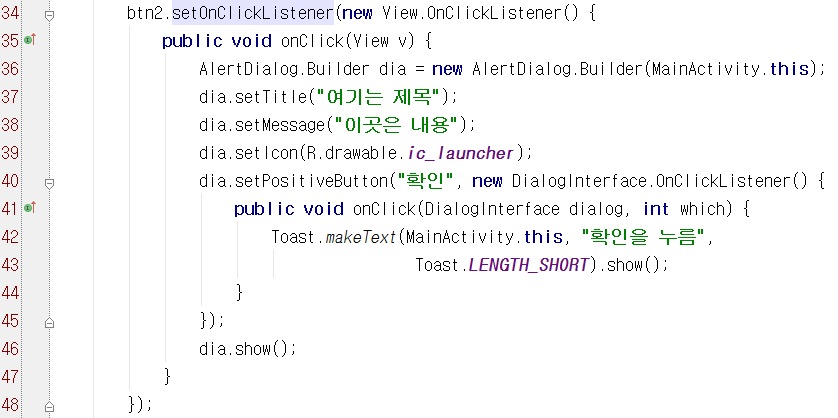 34 btn2.setOnClickListener(new View.OnClickListener() {
35 public void onClick(View v) {
36 AlertDialog.Builder dia = new AlertDialog.Builder(MainActivity.this);
37 dia.setTitle("여기는 제목");
38 dia.setMessage("이곳은 내용");
39 dia.setIcon(R.drawable.ic_launcher);
40 dia.setPositiveButton("확인", new DialogInterface.OnClickListener() {
41 public void onClick(DialogInterface dialog, int which) {
42 Toast.makeText(MainActivity.this, "확인을 누름",
43 Toast.LENGTH_SHORT).show();
44 }
45 });
46 dia.show();
47 }
48 });